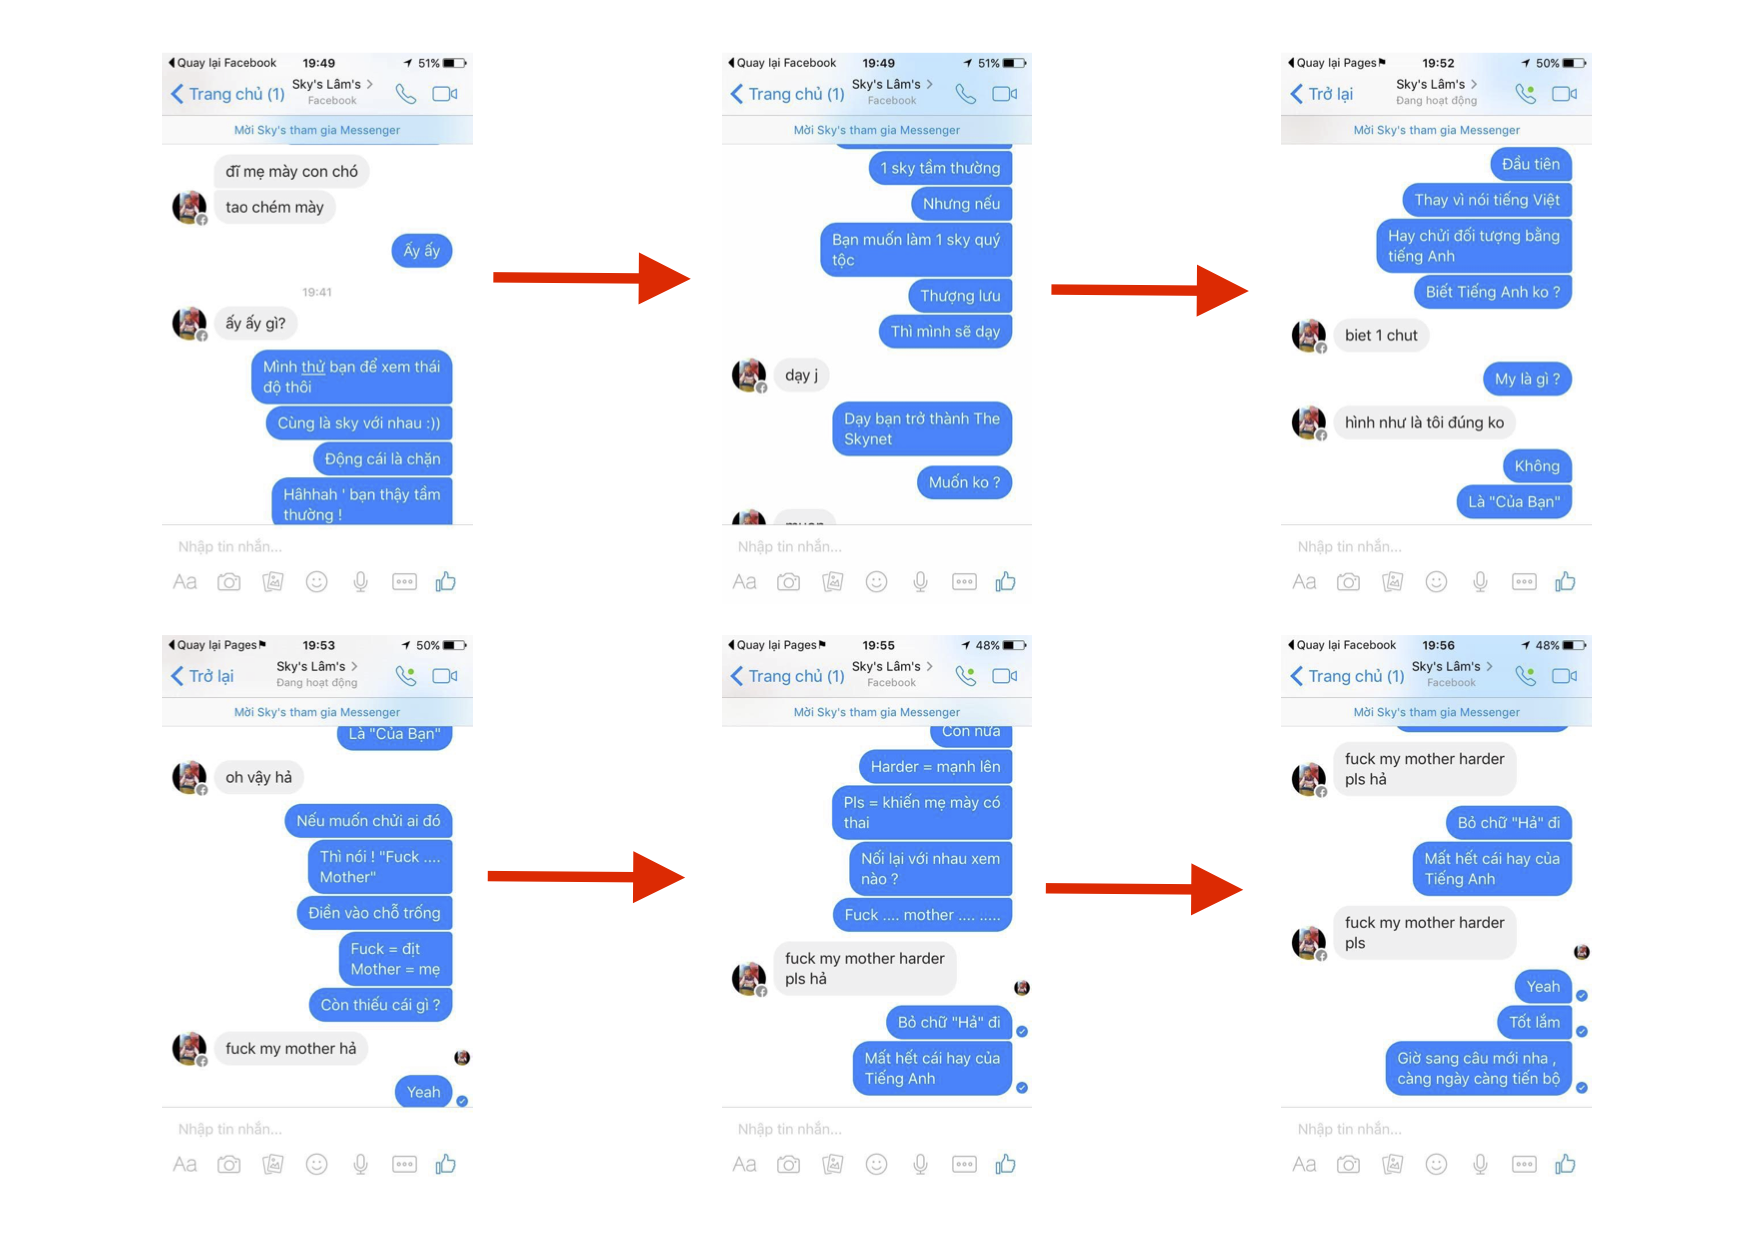 Quay lại Facebook 19:49 51%
Trang chủ (1) Sky's Lâm's
Facebook
Mời Sky's tham gia Messenger
đĩ mẹ mày con chó
tao chém mày
Ấy ấy
19:41
ấy ấy gì?
Mình thử bạn để xem thái
độ thôi
Cùng là sky với nhau :))
Động cái là chặn
Hâhhah ' bạn thậy tầm
thường !
Nhập tin nhắn...
Aa
Quay lại Facebook 19:49 51%
Trang chủ (1) Sky's Lâm's
Facebook
Mời Sky's tham gia Messenger
1 sky tầm thường
Nhưng nếu
Bạn muốn làm 1 sky quý
tộc
Thượng lưu
Thì mình sẽ dạy
dạy j
Dạy bạn trở thành The
Skynet
Muốn ko ?
muon
Nhập tin nhắn...
Aa
Quay lại Pages 19:52 50%
Trở lại Sky's Lâm's
Đang hoạt động
Mời Sky's tham gia Messenger
Đầu tiên
Thay vì nói tiếng Việt
Hay chửi đối tượng bằng
tiếng Anh
Biết Tiếng Anh ko ?
biet 1 chut
My là gì ?
hình như là tôi đúng ko
Không
Là "Của Bạn"
Nhập tin nhắn...
Aa
Quay lại Pages 19:53 50%
Trở lại Sky's Lâm's
Đang hoạt động
Mời Sky's tham gia Messenger
Là "Của Bạn"
oh vậy hả
Nếu muốn chửi ai đó
Thì nói ! "Fuck ....
Mother"
Điền vào chỗ trống
Fuck = địt
Mother = mẹ
Còn thiếu cái gì ?
fuck my mother hả
Yeah
Nhập tin nhắn...
Aa
Quay lại Pages 19:55 48%
Trang chủ (1) Sky's Lâm's
Facebook
Mời Sky's tham gia Messenger
Còn nữa
Harder = mạnh lên
Pls = khiến mẹ mày có
thai
Nối lại với nhau xem
nào ?
Fuck .... mother .... .....
fuck my mother harder
pls hả
Bỏ chữ "Hả" đi
Mất hết cái hay của
Tiếng Anh
Nhập tin nhắn...
Aa
Quay lại Facebook 19:56 48%
Trang chủ (1) Sky's Lâm's
Facebook
Mời Sky's tham gia Messenger
fuck my mother harder
pls hả
Bỏ chữ "Hả" đi
Mất hết cái hay của
Tiếng Anh
fuck my mother harder
pls
Yeah
Tốt lắm
Giờ sang câu mới nha ,
càng ngày càng tiến bộ
Nhập tin nhắn...
Aa